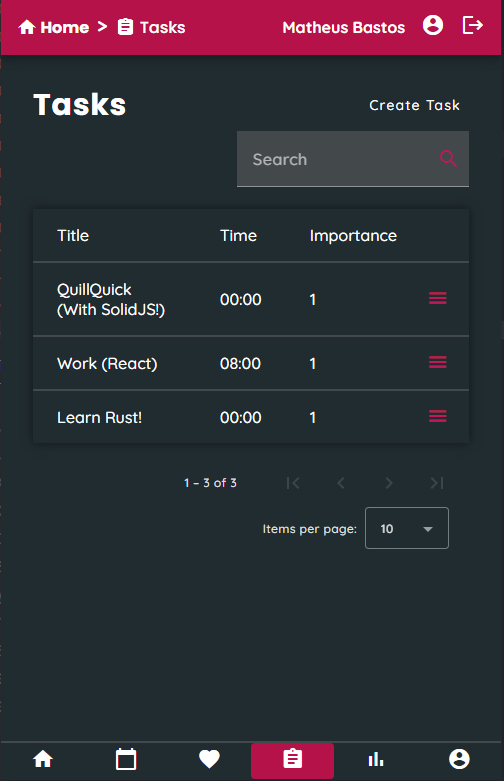 Home > Tasks Matheus Bastos
Tasks
Create Task
Search
Title Time Importance
QuillQuick
(With SolidJS!) 00:00 1
Work (React) 08:00 1
Learn Rust! 00:00 1
1 – 3 of 3
Items per page: 10